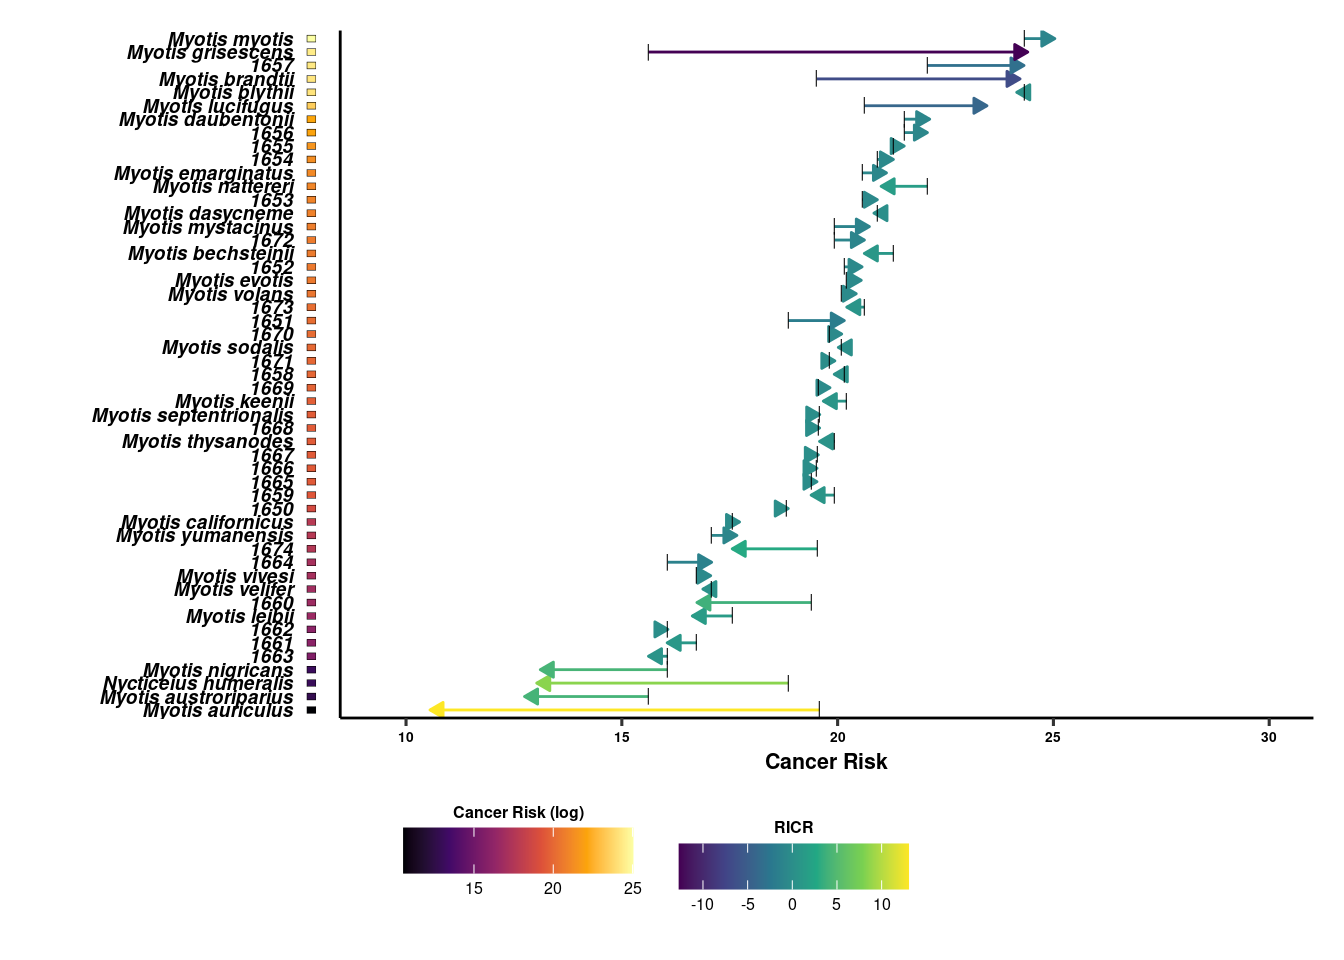 Myotis myotis
Myotis grisescens
1657
Myotis brandtii
Myotis blythii
Myotis lucifugus
Myotis daubentonii
1656
1655
1654
Myotis emarginatus
Myotis nattereri
1653
Myotis dasycneme
Myotis mystacinus
1672
Myotis bechsteinii
1652
Myotis evotis
Myotis volans
1673
1651
1670
Myotis sodalis
1671
1658
1669
Myotis keenii
Myotis septentrionalis
1668
Myotis thysanodes
1667
1666
1665
1659
1650
Myotis californicus
Myotis yumanensis
1674
1664
Myotis vivesi
Myotis velifer
1660
Myotis leibii
1662
1661
1663
Myotis nigricans
Nycticeius humeralis
Myotis austroriparius
Myotis auriculus
10 15 20 25 30
Cancer Risk
Cancer Risk (log)
15 20 25
RICR
-10 -5 0 5 10